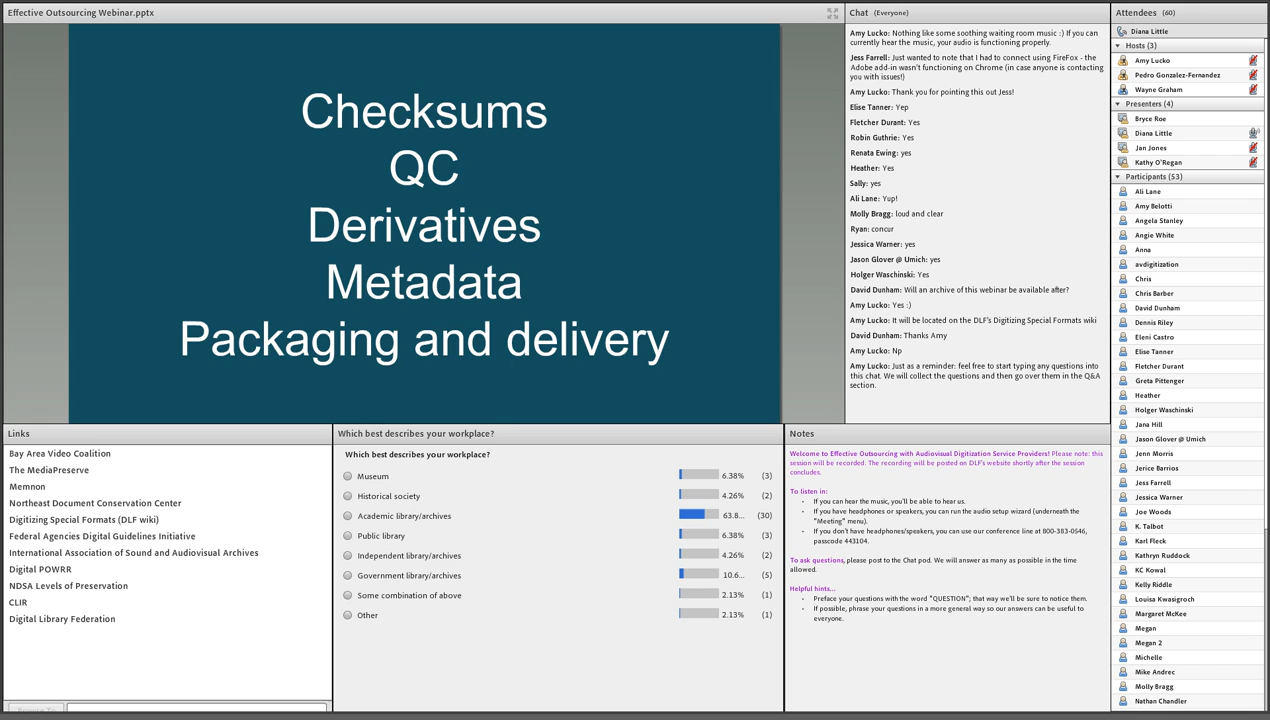 Effective Outsourcing Webinar.pptx
Checksums
QC
Derivatives
Metadata
Packaging and delivery
Chat (Everyone)
Amy Lucko: Nothing like some soothing waiting room music :) If you can
currently hear the music, your audio is functioning properly.
Jess Farrell: Just wanted to note that I had to connect using FireFox - the
Adobe add-in wasn't functioning on Chrome (in case anyone is contacting
you with issues!)
Amy Lucko: Thank you for pointing this out Jess!
Elise Tanner: Yep
Fletcher Durant: Yes
Robin Guthrie: Yes
Renata Ewing: yes
Heather: Yes
Sally: yes
Ali Lane: Yup!
Molly Bragg: loud and clear
Ryan: concur
Jessica Warner: yes
Jason Glover @ Umich: yes
Holger Waschinski: Yes
David Dunham: Will an archive of this webinar be available after?
Amy Lucko: Yes :)
Amy Lucko: It will be located on the DLF's Digitizing Special Formats wiki
David Dunham: Thanks Amy
Amy Lucko: Np
Amy Lucko: Just as a reminder: feel free to start typing any questions into
this chat. We will collect the questions and then go over them in the Q&A
section.
Attendees (60)
Diana Little
Hosts (3)
Amy Lucko
Pedro Gonzalez-Fernandez
Wayne Graham
Presenters (4)
Bryce Roe
Diana Little
Jan Jones
Kathy O'Regan
Participants (53)
Ali Lane
Amy Belotti
Angela Stanley
Angie White
Anna
avdigitization
Chris
Chris Barber
David Dunham
Dennis Riley
Eleni Castro
Elise Tanner
Fletcher Durant
Greta Pittenger
Heather
Holger Waschinski
Jana Hill
Jason Glover @ Umich
Jenn Morris
Jerice Barrios
Jess Farrell
Jessica Warner
Joe Woods
K. Talbot
Karl Fleck
Kathryn Ruddock
KC Kowal
Kelly Riddle
Louisa Kwasigroch
Margaret McKee
Megan
Megan 2
Michelle
Mike Andrec
Molly Bragg
Nathan Chandler
Links
Bay Area Video Coalition
The MediaPreserve
Memnon
Northeast Document Conservation Center
Digitizing Special Formats (DLF wiki)
Federal Agencies Digital Guidelines Initiative
International Association of Sound and Audiovisual Archives
Digital POWRR
NDSA Levels of Preservation
CLIR
Digital Library Federation
Browse To
Which best describes your workplace?
Which best describes your workplace?
Museum 6.38% (3)
Historical society 4.26% (2)
Academic library/archives 63.8... (30)
Public library 6.38% (3)
Independent library/archives 4.26% (2)
Government library/archives 10.6... (5)
Some combination of above 2.13% (1)
Other 2.13% (1)
Notes
Welcome to Effective Outsourcing with Audiovisual Digitization Service Providers! Please note: this
session will be recorded. The recording will be posted on DLF's website shortly after the session
concludes.
To listen in:
• If you can hear the music, you'll be able to hear us.
• If you have headphones or speakers, you can run the audio setup wizard (underneath the
"Meeting" menu).
• If you don't have headphones/speakers, you can use our conference line at 800-383-0546,
passcode 443104.
To ask questions, please post to the Chat pod. We will answer as many as possible in the time
allowed.
Helpful hints...
• Preface your questions with the word "QUESTION"; that way we'll be sure to notice them.
• If possible, phrase your questions in a more general way so our answers can be useful to
everyone.